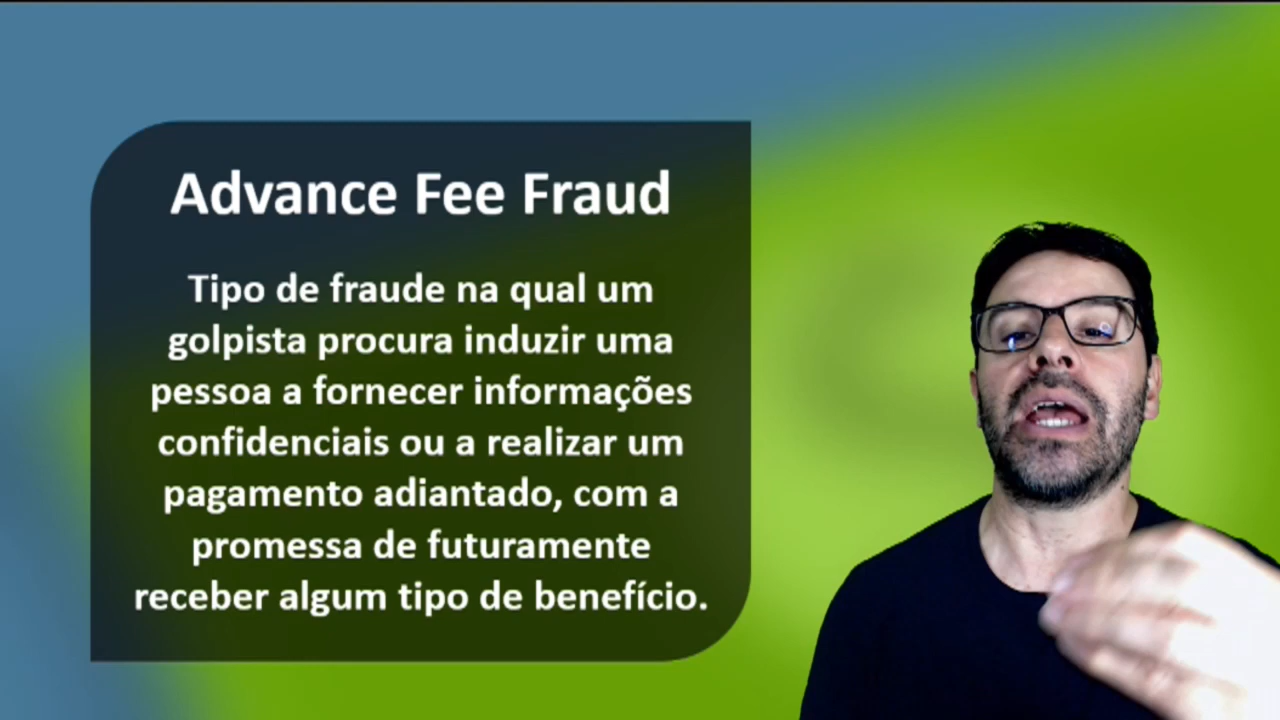 Advance Fee Fraud
Tipo de fraude na qual um
golpista procura induzir uma
pessoa a fornecer informações
confidenciais ou a realizar um
pagamento adiantado, com a
promessa de futuramente
receber algum tipo de benefício.